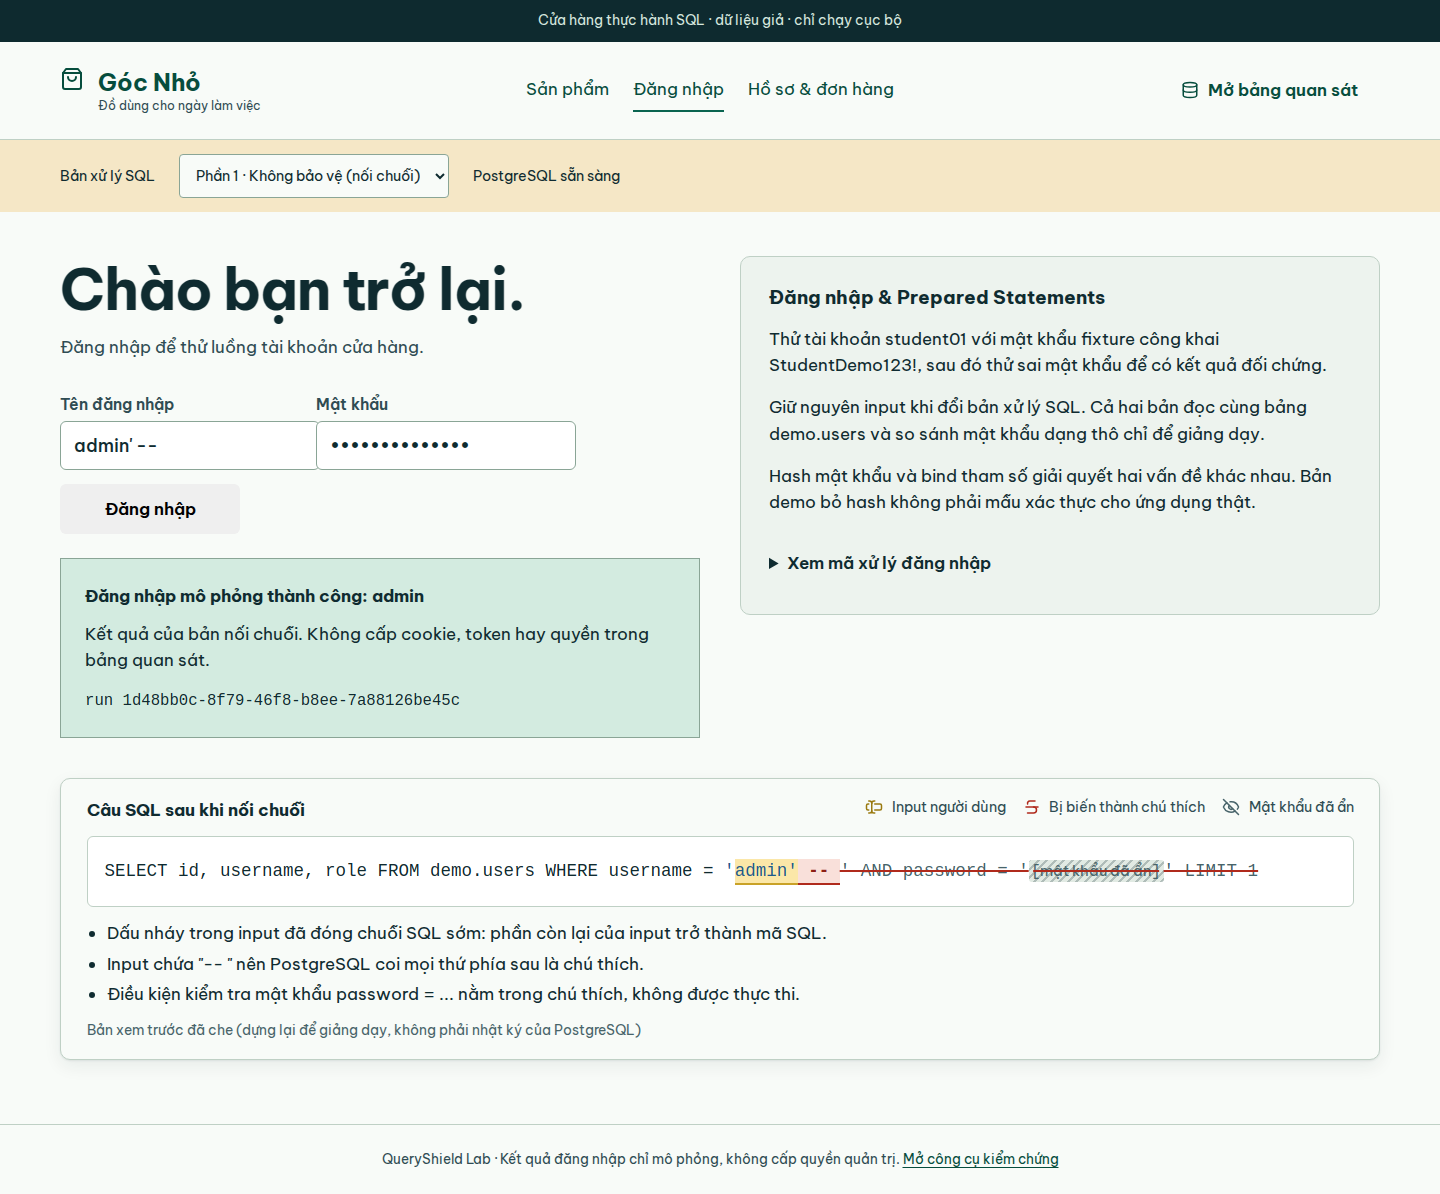 Cửa hàng thực hành SQL · dữ liệu giả · chỉ chạy cục bộ
Góc Nhỏ
Đồ dùng cho ngày làm việc
Sản phẩm
Đăng nhập
Hồ sơ & đơn hàng
Mở bảng quan sát
Bản xử lý SQL
Phần 1 · Không bảo vệ (nối chuỗi)
PostgreSQL sẵn sàng
Chào bạn trở lại.
Đăng nhập để thử luồng tài khoản cửa hàng.
Tên đăng nhập
Mật khẩu
admin' --
••••••••••••••
Đăng nhập
Đăng nhập mô phỏng thành công: admin
Kết quả của bản nối chuỗi. Không cấp cookie, token hay quyền trong
bảng quan sát.
run 1d48bb0c-8f79-46f8-b8ee-7a88126be45c
Đăng nhập & Prepared Statements
Thử tài khoản student01 với mật khẩu fixture công khai
StudentDemo123!, sau đó thử sai mật khẩu để có kết quả đối chứng.
Giữ nguyên input khi đổi bản xử lý SQL. Cả hai bản đọc cùng bảng
demo.users và so sánh mật khẩu dạng thô chỉ để giảng dạy.
Hash mật khẩu và bind tham số giải quyết hai vấn đề khác nhau. Bản
demo bỏ hash không phải mẫu xác thực cho ứng dụng thật.
Xem mã xử lý đăng nhập
Câu SQL sau khi nối chuỗi
Input người dùng
Bị biến thành chú thích
Mật khẩu đã ẩn
SELECT id, username, role FROM demo.users WHERE username = 'admin' -- ' AND password = '[mật khẩu đã ẩn]' LIMIT 1
Dấu nháy trong input đã đóng chuỗi SQL sớm: phần còn lại của input trở thành mã SQL.
Input chứa "-- " nên PostgreSQL coi mọi thứ phía sau là chú thích.
Điều kiện kiểm tra mật khẩu password = ... nằm trong chú thích, không được thực thi.
Bản xem trước đã che (dựng lại để giảng dạy, không phải nhật ký của PostgreSQL)
QueryShield Lab · Kết quả đăng nhập chỉ mô phỏng, không cấp quyền quản trị. Mở công cụ kiểm chứng